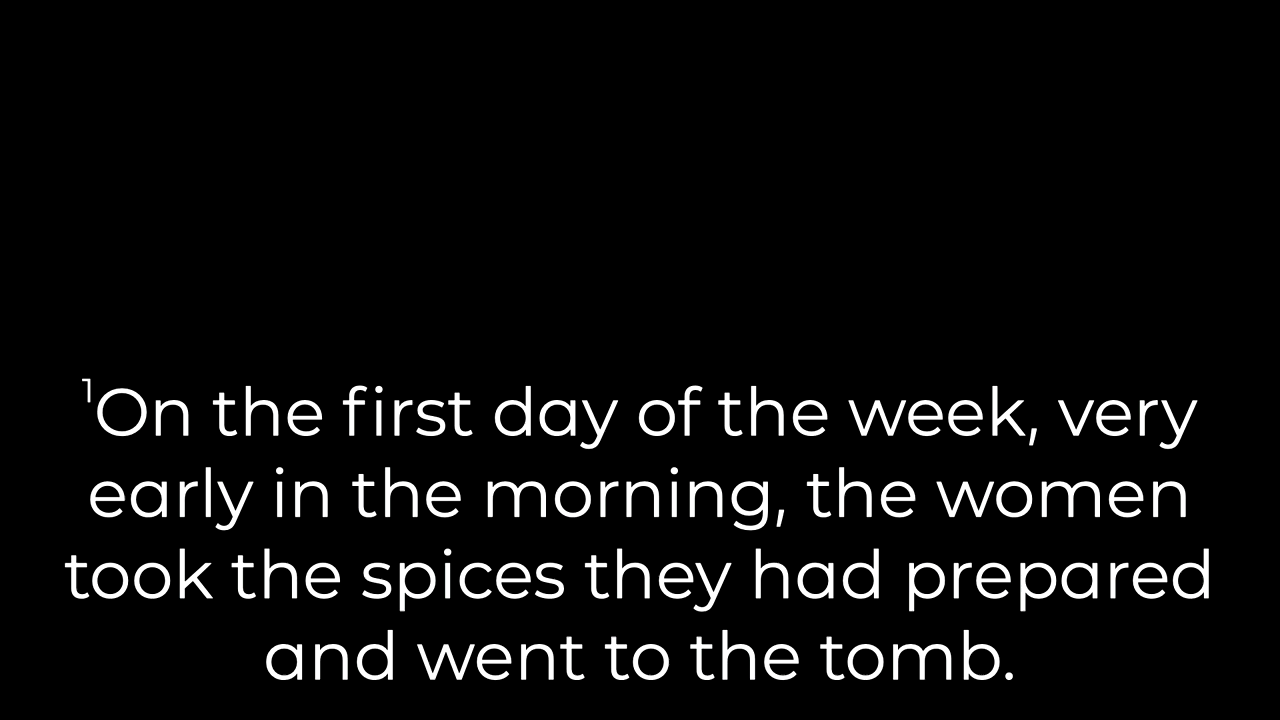 ¹On the first day of the week, very
early in the morning, the women
took the spices they had prepared
and went to the tomb.